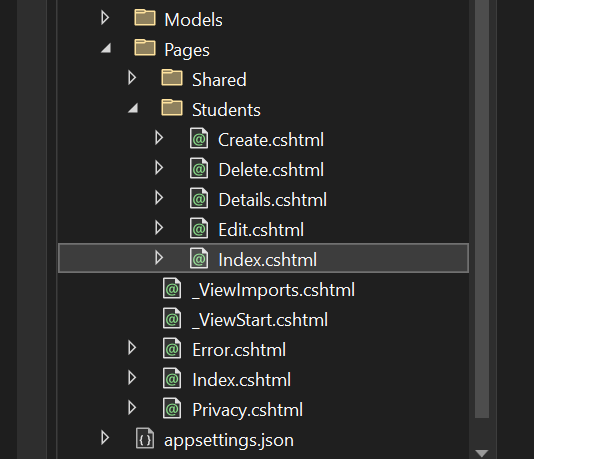 Models
Pages
Shared
Students
Create.cshtml
Delete.cshtml
Details.cshtml
Edit.cshtml
Index.cshtml
_ViewImports.cshtml
_ViewStart.cshtml
Error.cshtml
Index.cshtml
Privacy.cshtml
appsettings.json